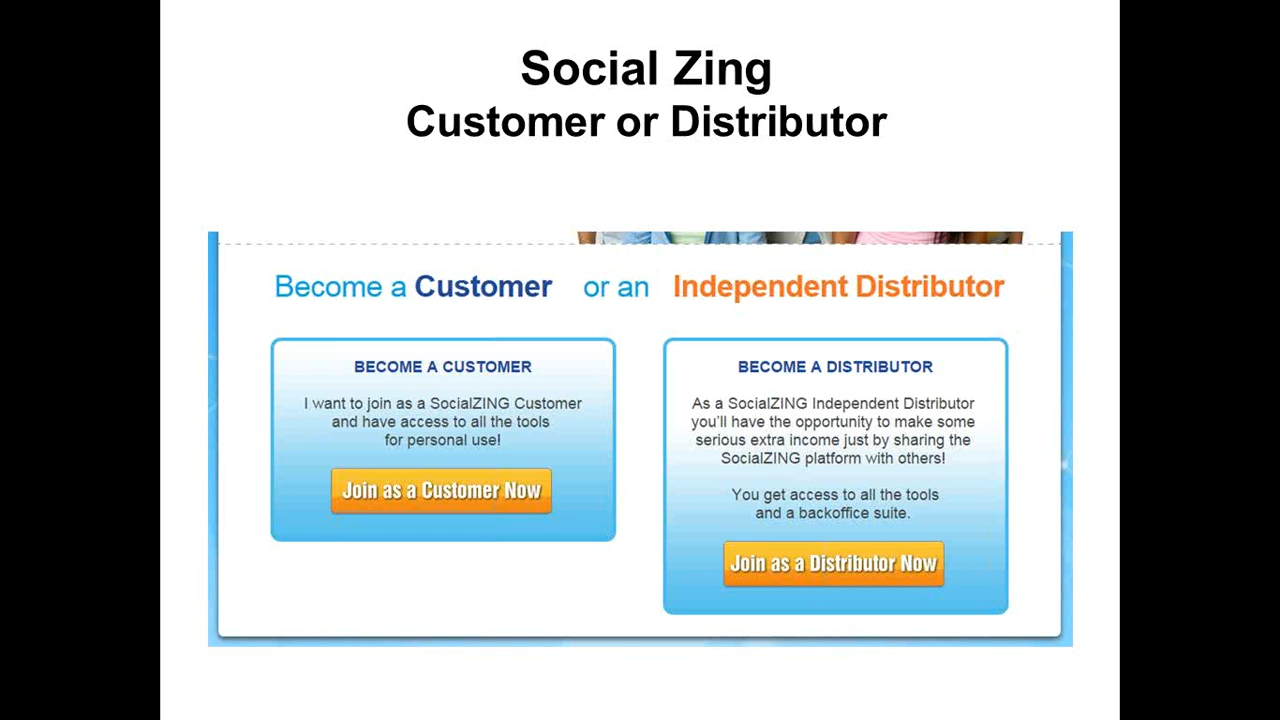 Social Zing
Customer or Distributor
Become a Customer or an Independent Distributor
BECOME A CUSTOMER
I want to join as a SocialZING Customer
and have access to all the tools
for personal use!
Join as a Customer Now
BECOME A DISTRIBUTOR
As a SocialZING Independent Distributor
you'll have the opportunity to make some
serious extra income just by sharing the
SocialZING platform with others!
You get access to all the tools
and a backoffice suite.
Join as a Distributor Now